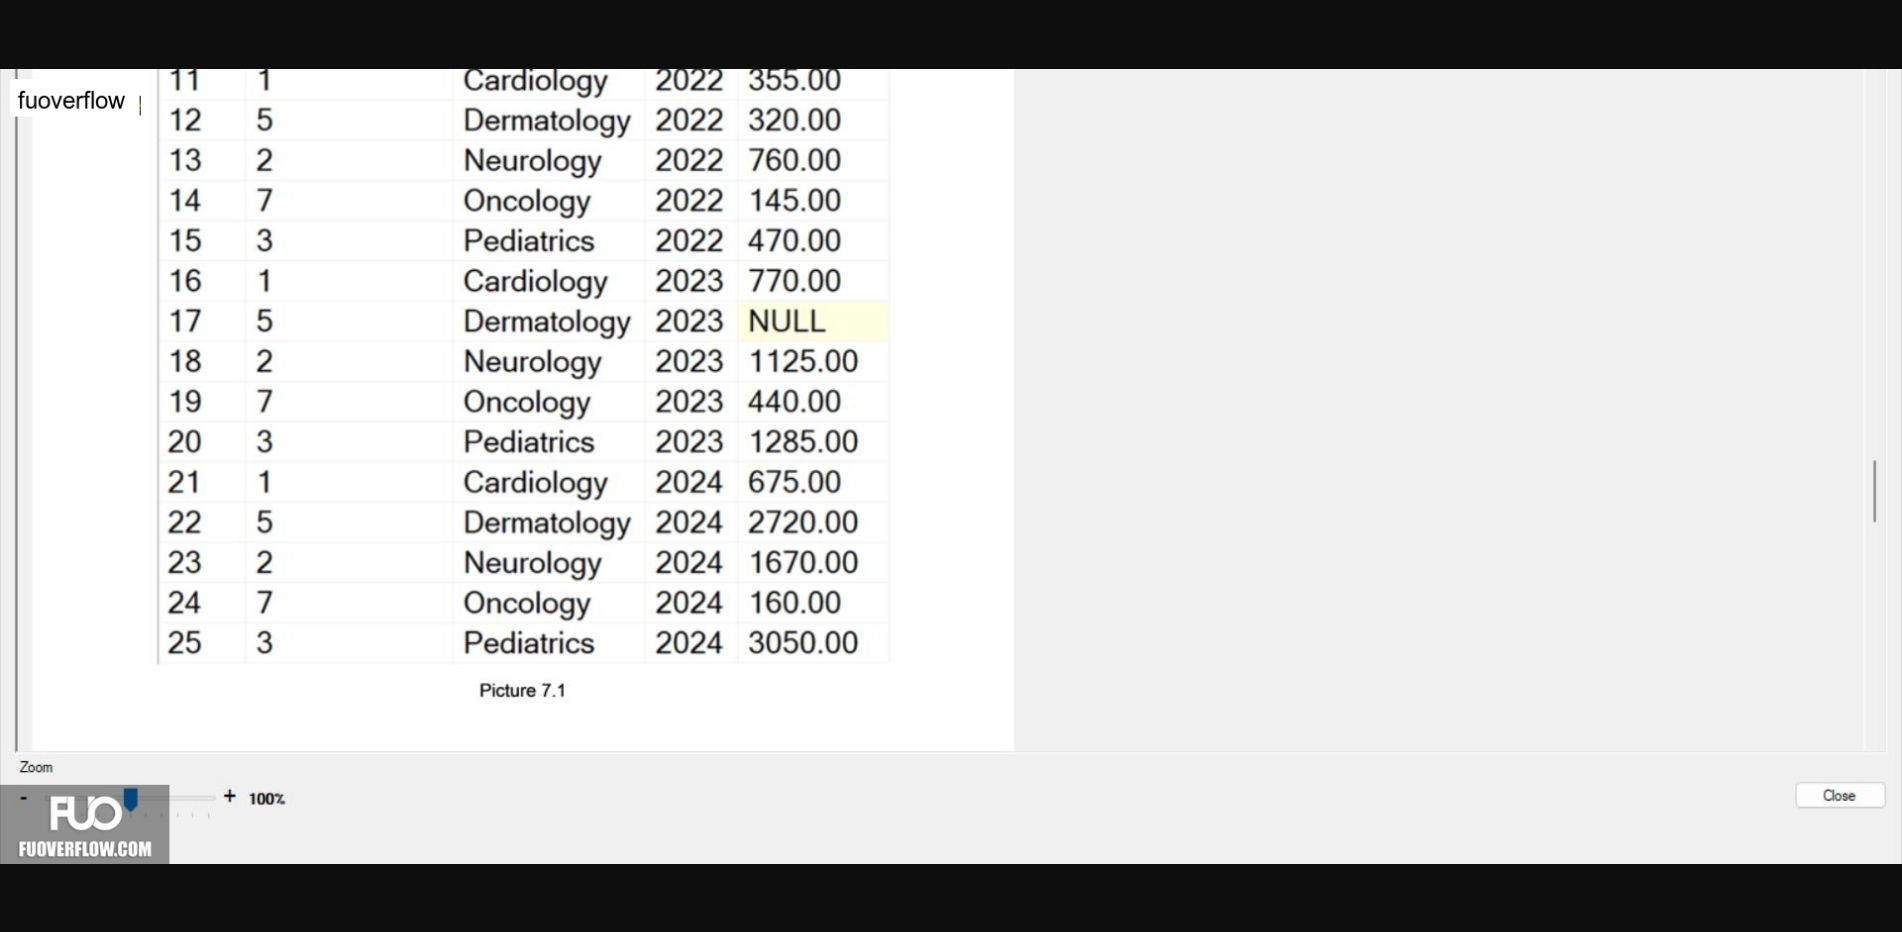 fuoverflow |
11 1 Cardiology 2022 355.00
12 5 Dermatology 2022 320.00
13 2 Neurology 2022 760.00
14 7 Oncology 2022 145.00
15 3 Pediatrics 2022 470.00
16 1 Cardiology 2023 770.00
17 5 Dermatology 2023 NULL
18 2 Neurology 2023 1125.00
19 7 Oncology 2023 440.00
20 3 Pediatrics 2023 1285.00
21 1 Cardiology 2024 675.00
22 5 Dermatology 2024 2720.00
23 2 Neurology 2024 1670.00
24 7 Oncology 2024 160.00
25 3 Pediatrics 2024 3050.00
Picture 7.1
Zoom
- + 100%
Close
FUO
FUOVERFLOW.COM